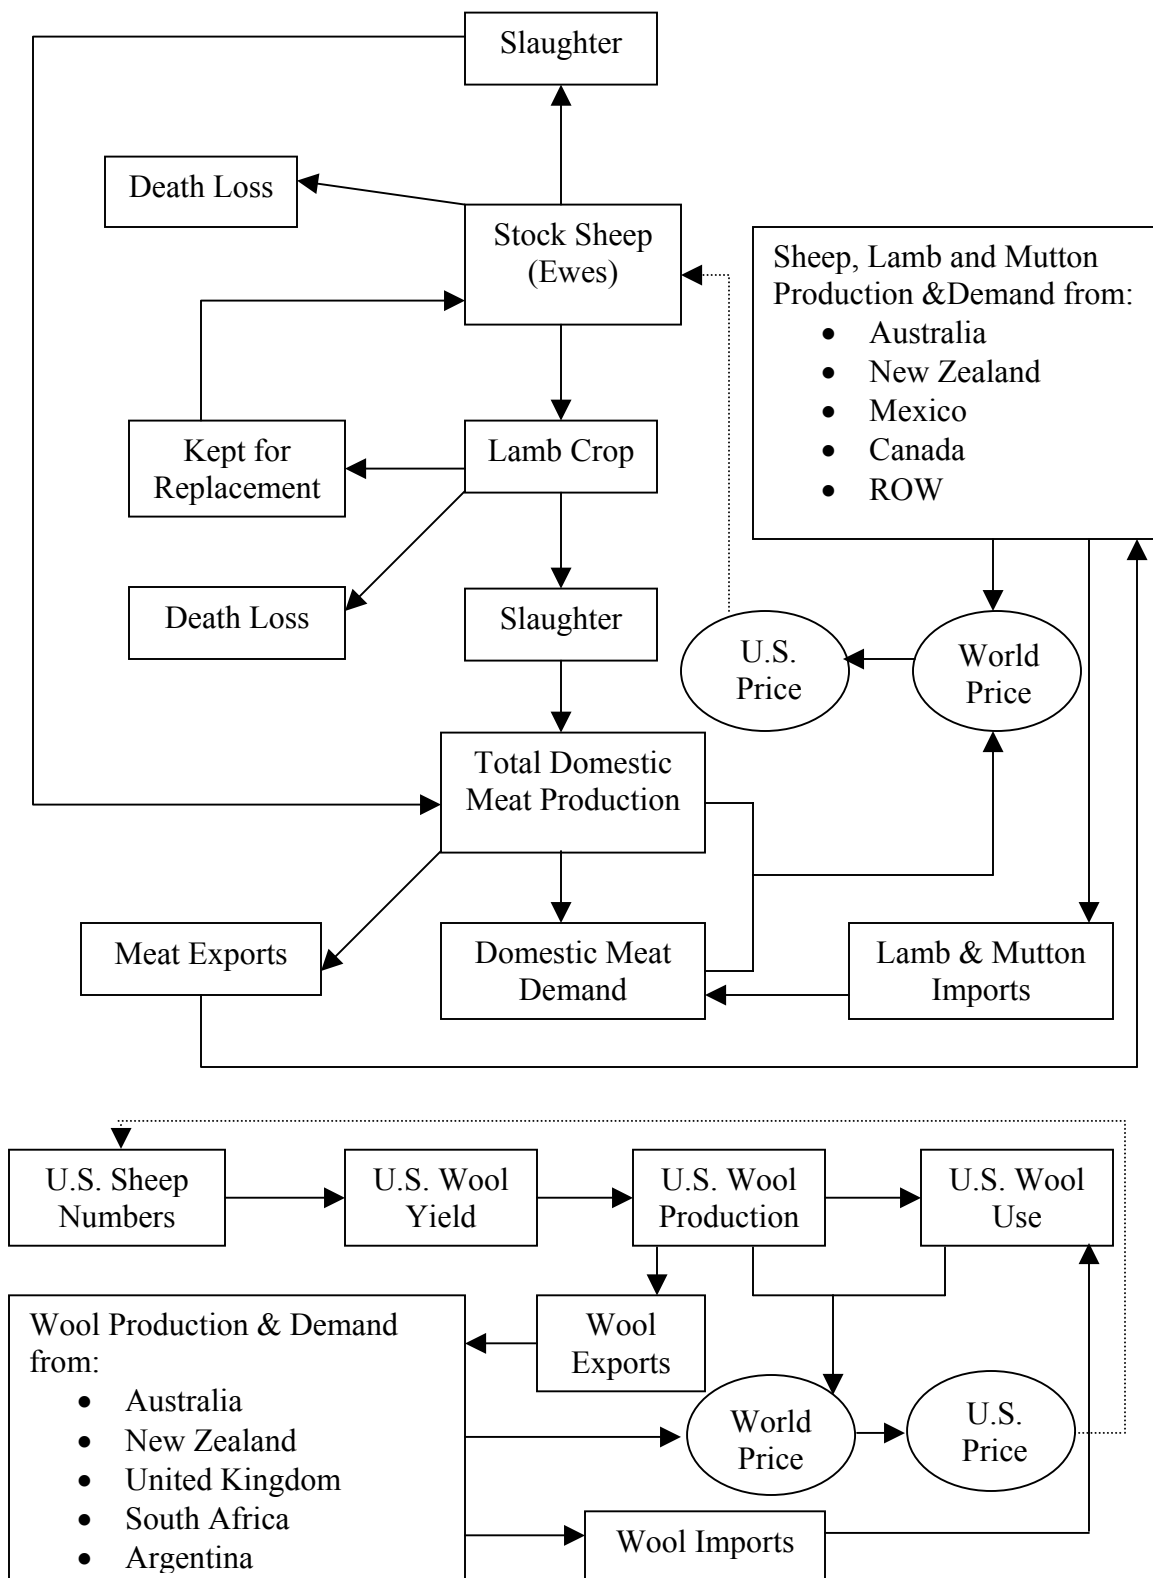 Slaughter
Death Loss
Stock Sheep
(Ewes)
Sheep, Lamb and Mutton
Production &Demand from:
• Australia
• New Zealand
• Mexico
• Canada
• ROW
Kept for
Replacement
Lamb Crop
Death Loss
Slaughter
U.S.
Price
World
Price
Total Domestic
Meat Production
Meat Exports
Domestic Meat
Demand
Lamb & Mutton
Imports
U.S. Sheep
Numbers
U.S. Wool
Yield
U.S. Wool
Production
U.S. Wool
Use
Wool Production & Demand
from:
• Australia
• New Zealand
• United Kingdom
• South Africa
• Argentina
Wool
Exports
World
Price
U.S.
Price
Wool Imports